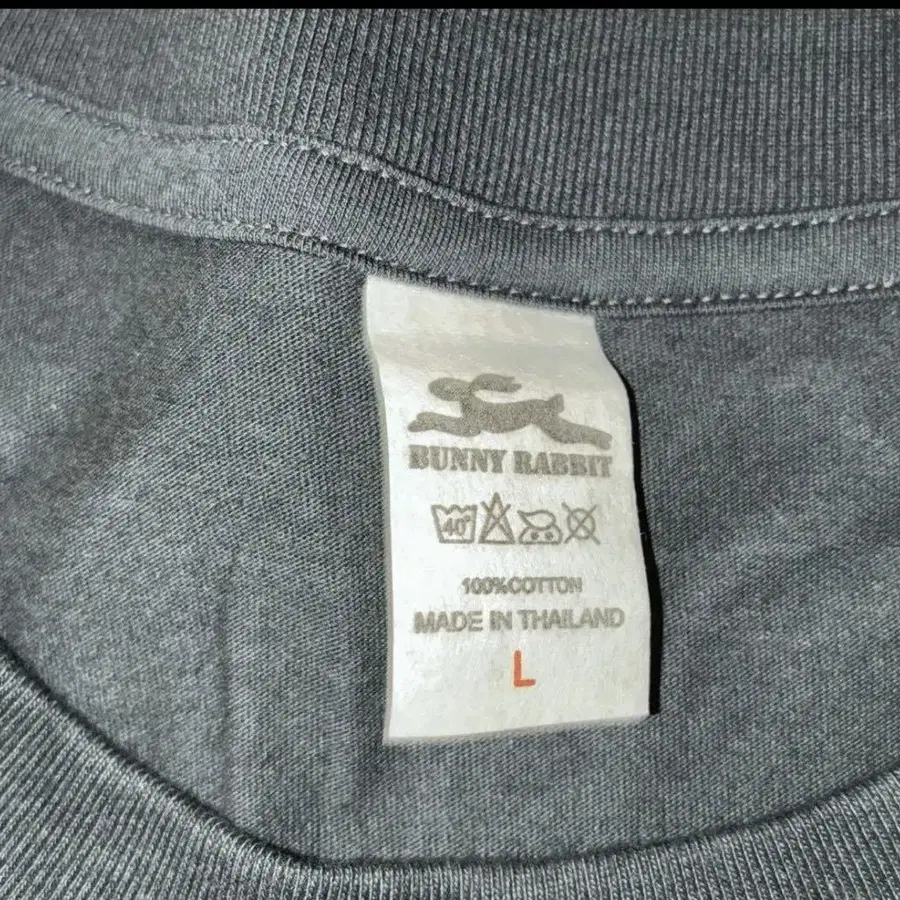 BUNNY RABBIT
40°
100%COTTON
MADE IN THAILAND
L